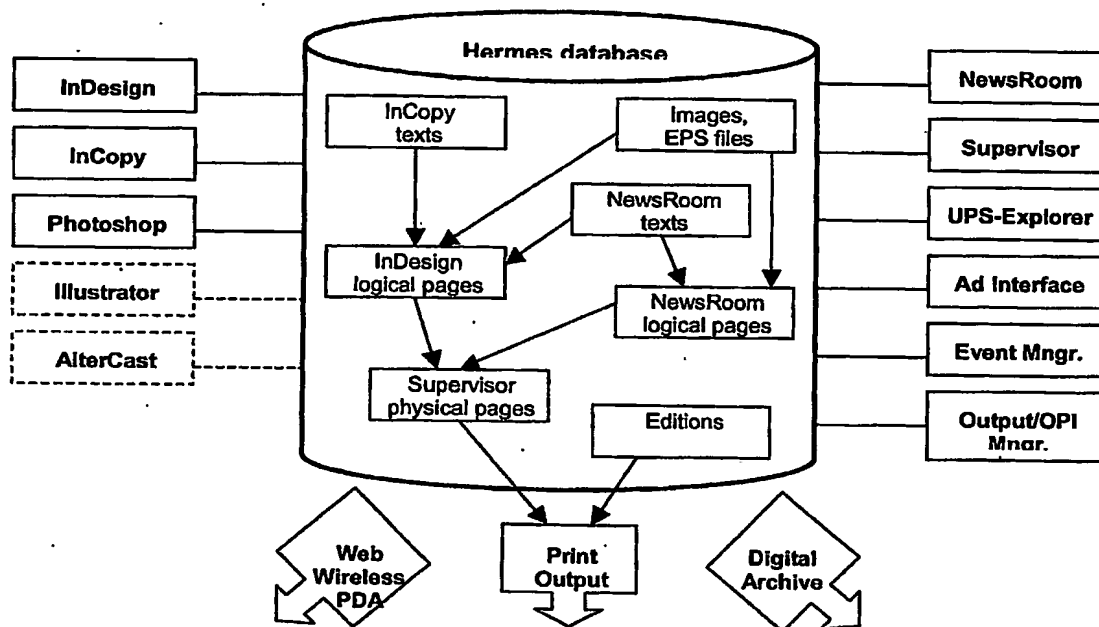 Hermes database
InDesign
InCopy
Photoshop
Illustrator
AlterCast
InCopy
texts
Images,
EPS files
NewsRoom
texts
InDesign
logical pages
NewsRoom
logical pages
Supervisor
physical pages
Editions
NewsRoom
Supervisor
UPS-Explorer
Ad Interface
Event Mngr.
Output/OPI
Mngr.
Web
Wireless
PDA
Print
Output
Digital
Archive